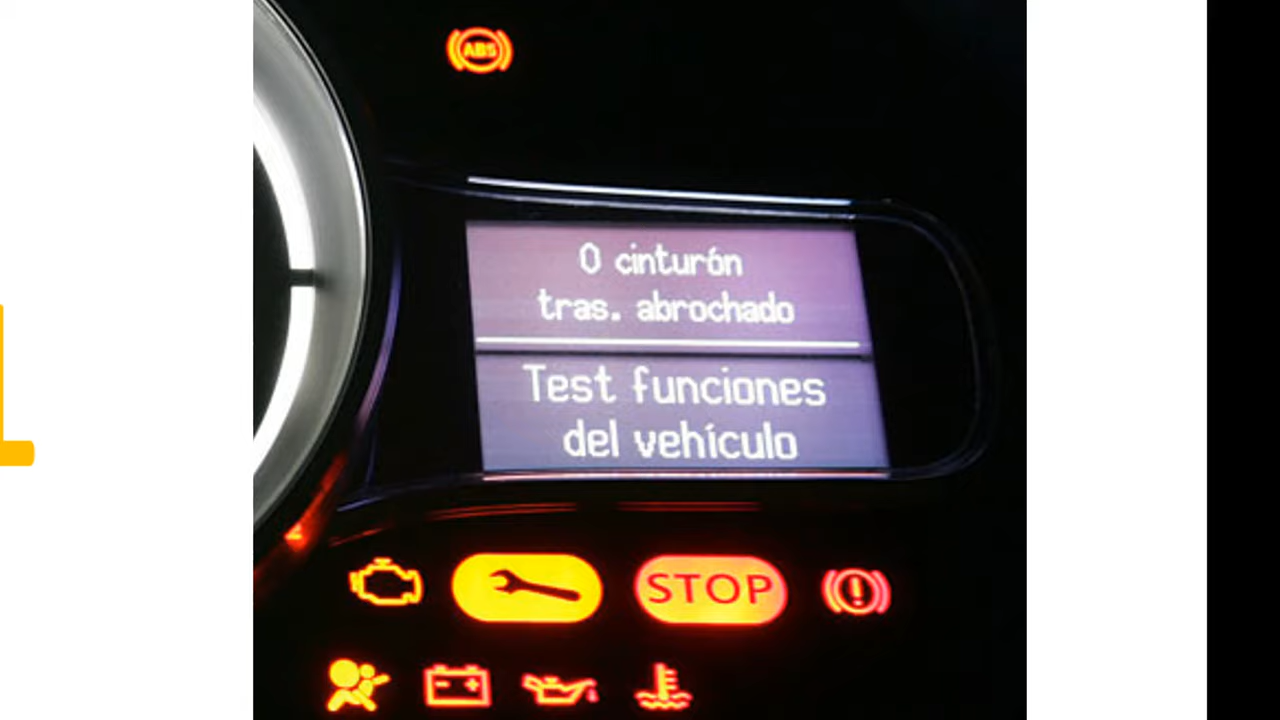 ABS
0 cinturón
tras. abrochado
Test funciones
del vehículo
STOP